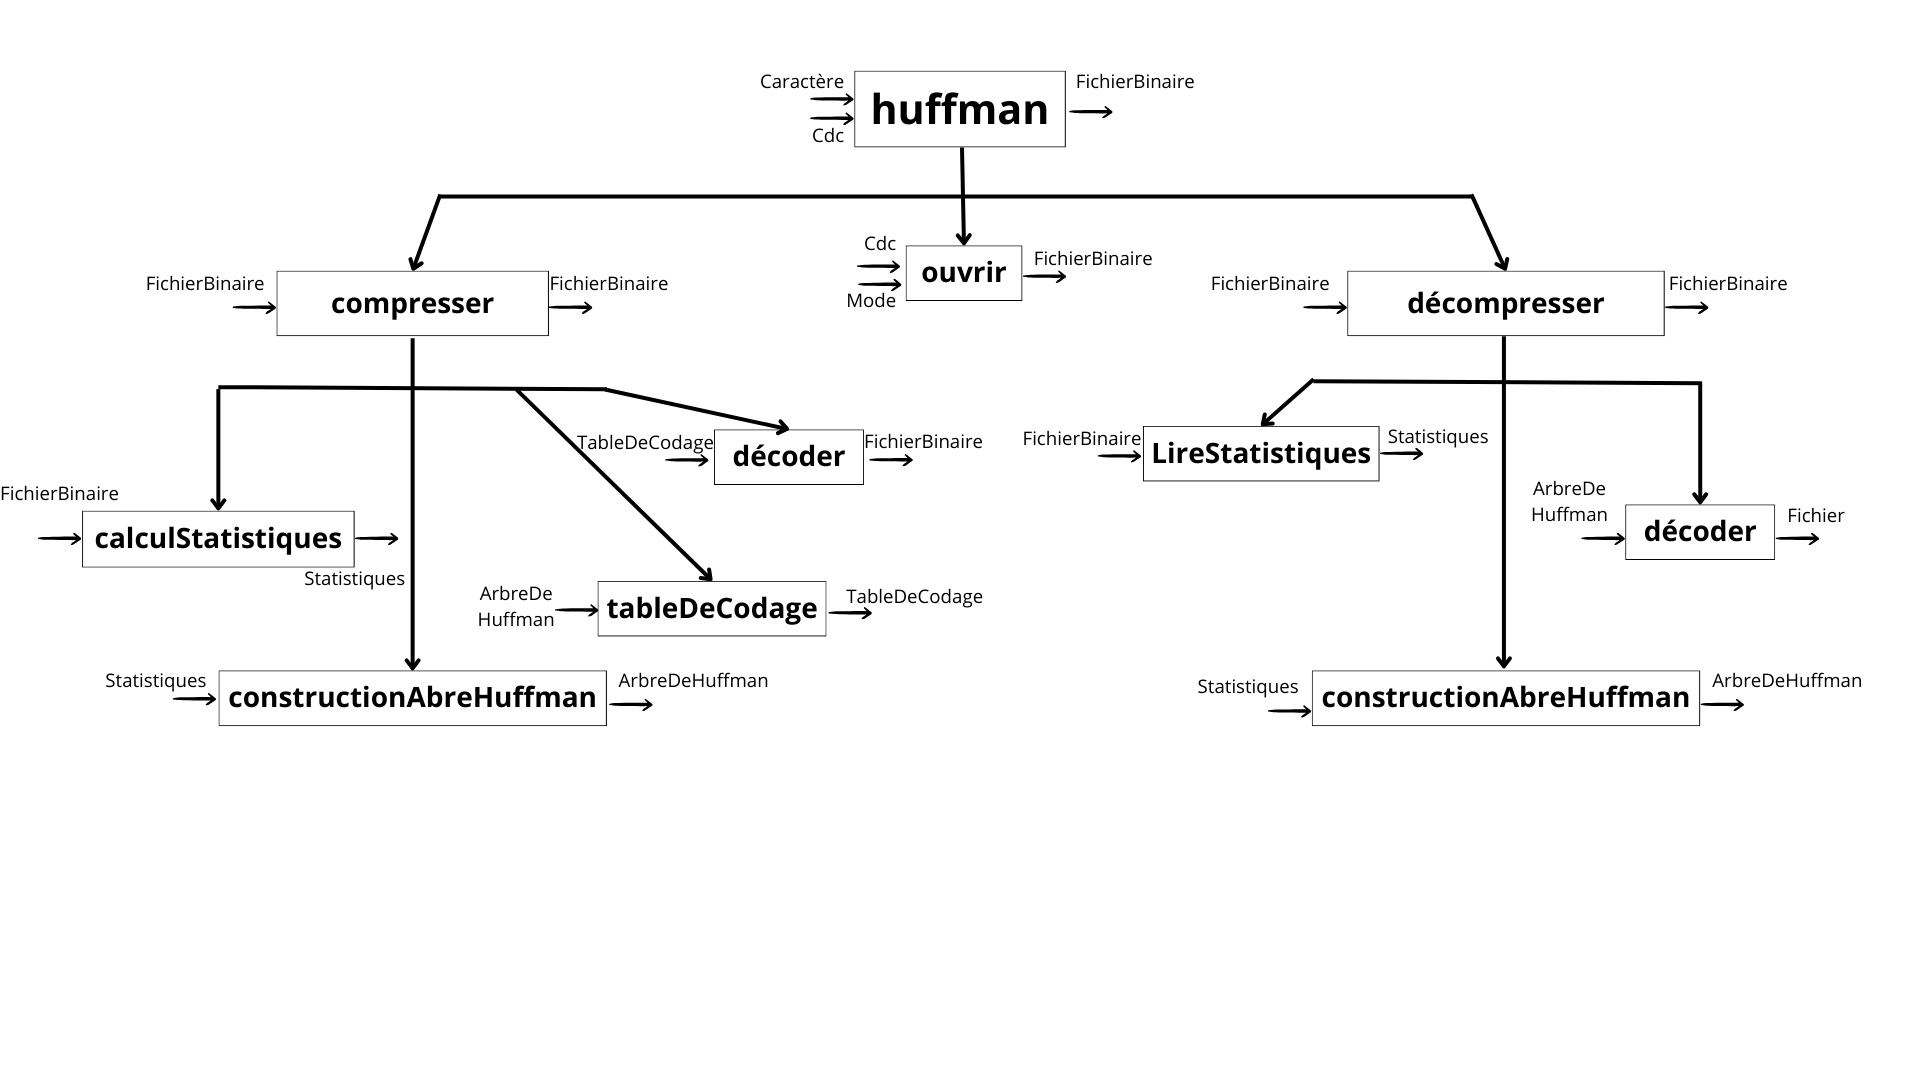 Caractère
Cdc
huffman
FichierBinaire
FichierBinaire
compresser
FichierBinaire
Cdc
Mode
ouvrir
FichierBinaire
FichierBinaire
décompresser
FichierBinaire
TableDeCodage
décoder
FichierBinaire
FichierBinaire
LireStatistiques
Statistiques
FichierBinaire
calculStatistiques
Statistiques
ArbreDe
Huffman
décoder
Fichier
ArbreDe
Huffman
tableDeCodage
TableDeCodage
Statistiques
constructionAbreHuffman
ArbreDeHuffman
Statistiques
constructionAbreHuffman
ArbreDeHuffman